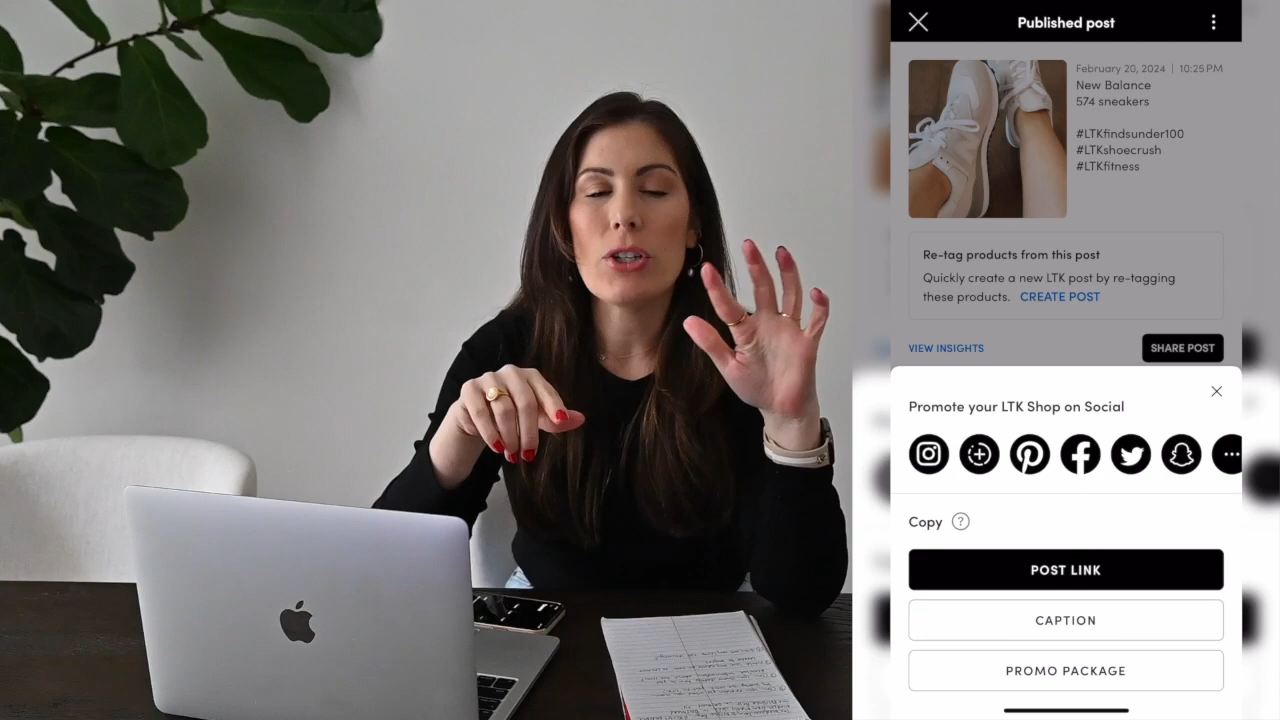 Published post
February 20, 2024 | 10:25 PM
New Balance
574 sneakers
#LTKfindsunder100
#LTKshoecrush
#LTKfitness
Re-tag products from this post
Quickly create a new LTK post by re-tagging
these products. CREATE POST
VIEW INSIGHTS
SHARE POST
Promote your LTK Shop on Social
Copy ?
POST LINK
CAPTION
PROMO PACKAGE